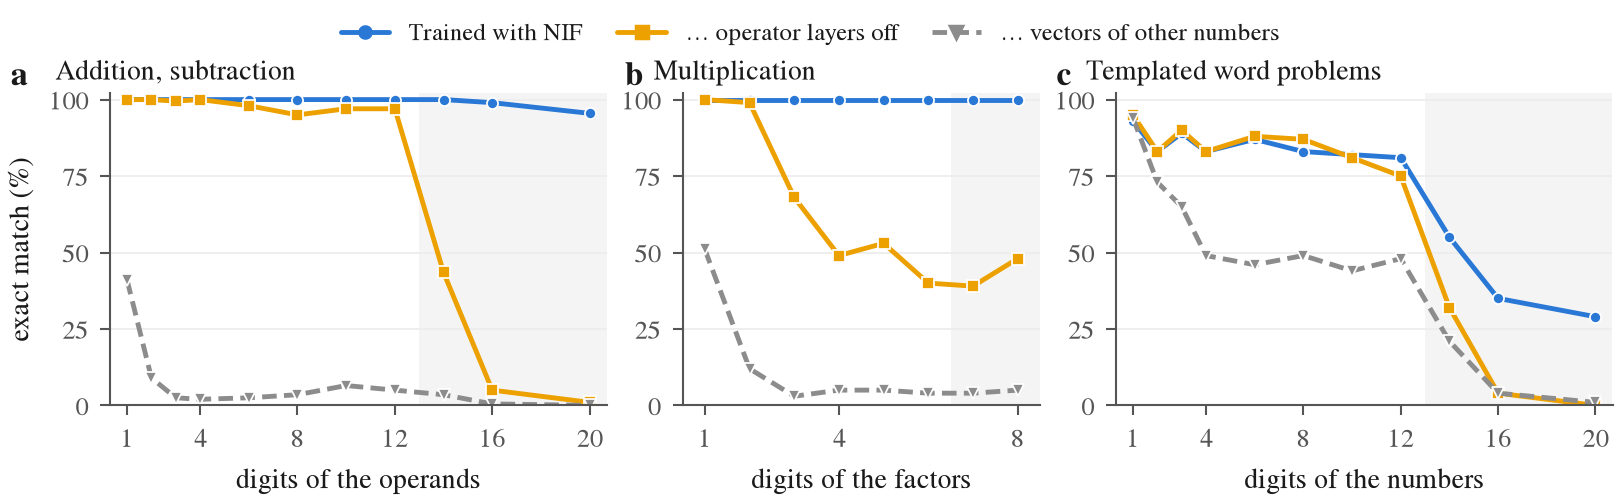 Trained with NIF … operator layers off … vectors of other numbers
a Addition, subtraction b Multiplication c Templated word problems
exact match (%)
100
75
50
25
0
1 4 8 12 16 20
digits of the operands
100
75
50
25
0
1 4 8
digits of the factors
100
75
50
25
0
1 4 8 12 16 20
digits of the numbers